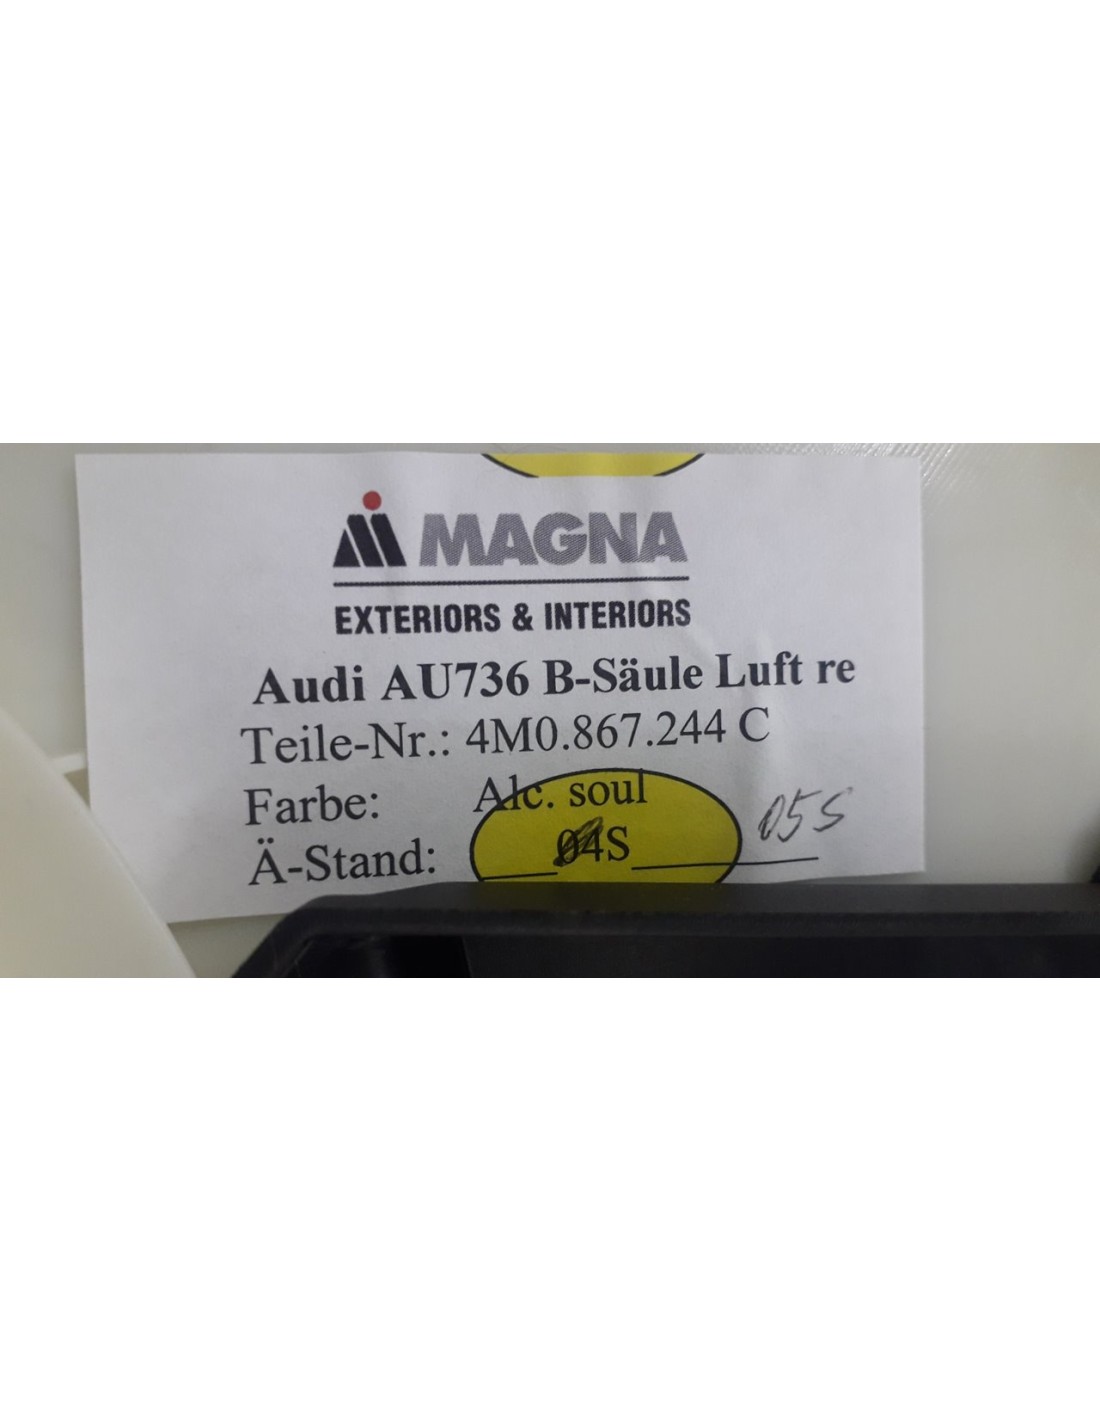 MAGNA
EXTERIORS & INTERIORS
Audi AU736 B-Säule Luft re
Teile-Nr.: 4M0.867.244 C
Farbe: Alc. soul
Ä-Stand: 04S 05S